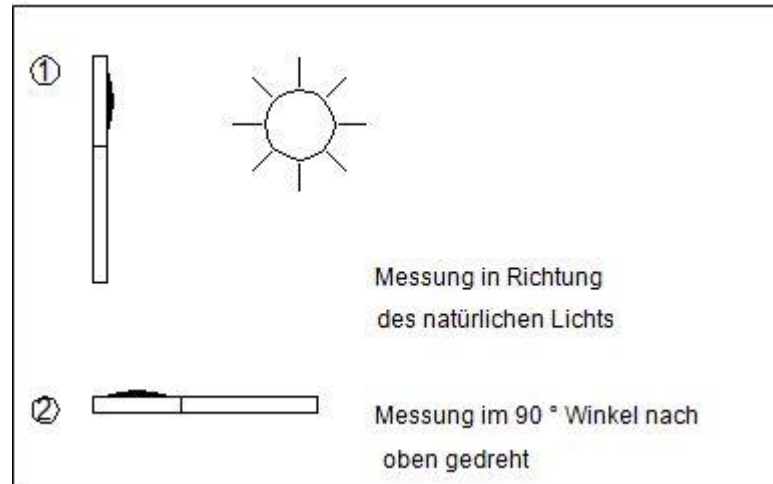 ①
Messung in Richtung
des natürlichen Lichts
②
Messung im 90 ° Winkel nach
oben gedreht